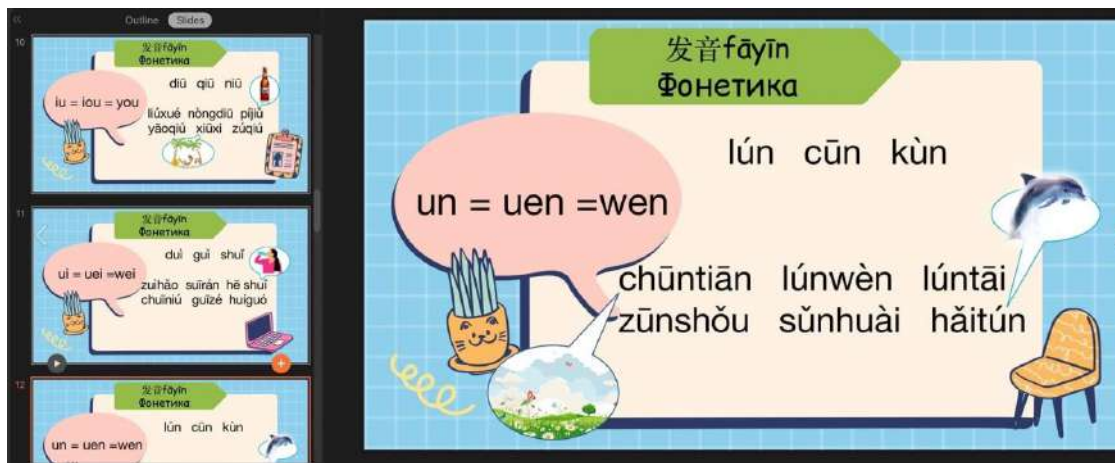 Outline Slides
10
发音fāyīn
Фонетика
iu = iou = you
diū qiū niū
liúxué nòngdiū píjiǔ
yāoqiú xiūxi zúqiú
11
发音fāyīn
Фонетика
ui = uei =wei
duì guì shuǐ
zuìhǎo suīrán hē shuǐ
chuīniú guīzé huíguó
12
发音fāyīn
Фонетика
lún cūn kùn
un = uen =wen
发音fāyīn
Фонетика
lún cūn kùn
un = uen =wen
chūntiān lúnwèn lúntāi
zūnshǒu sǔnhuài hǎitún